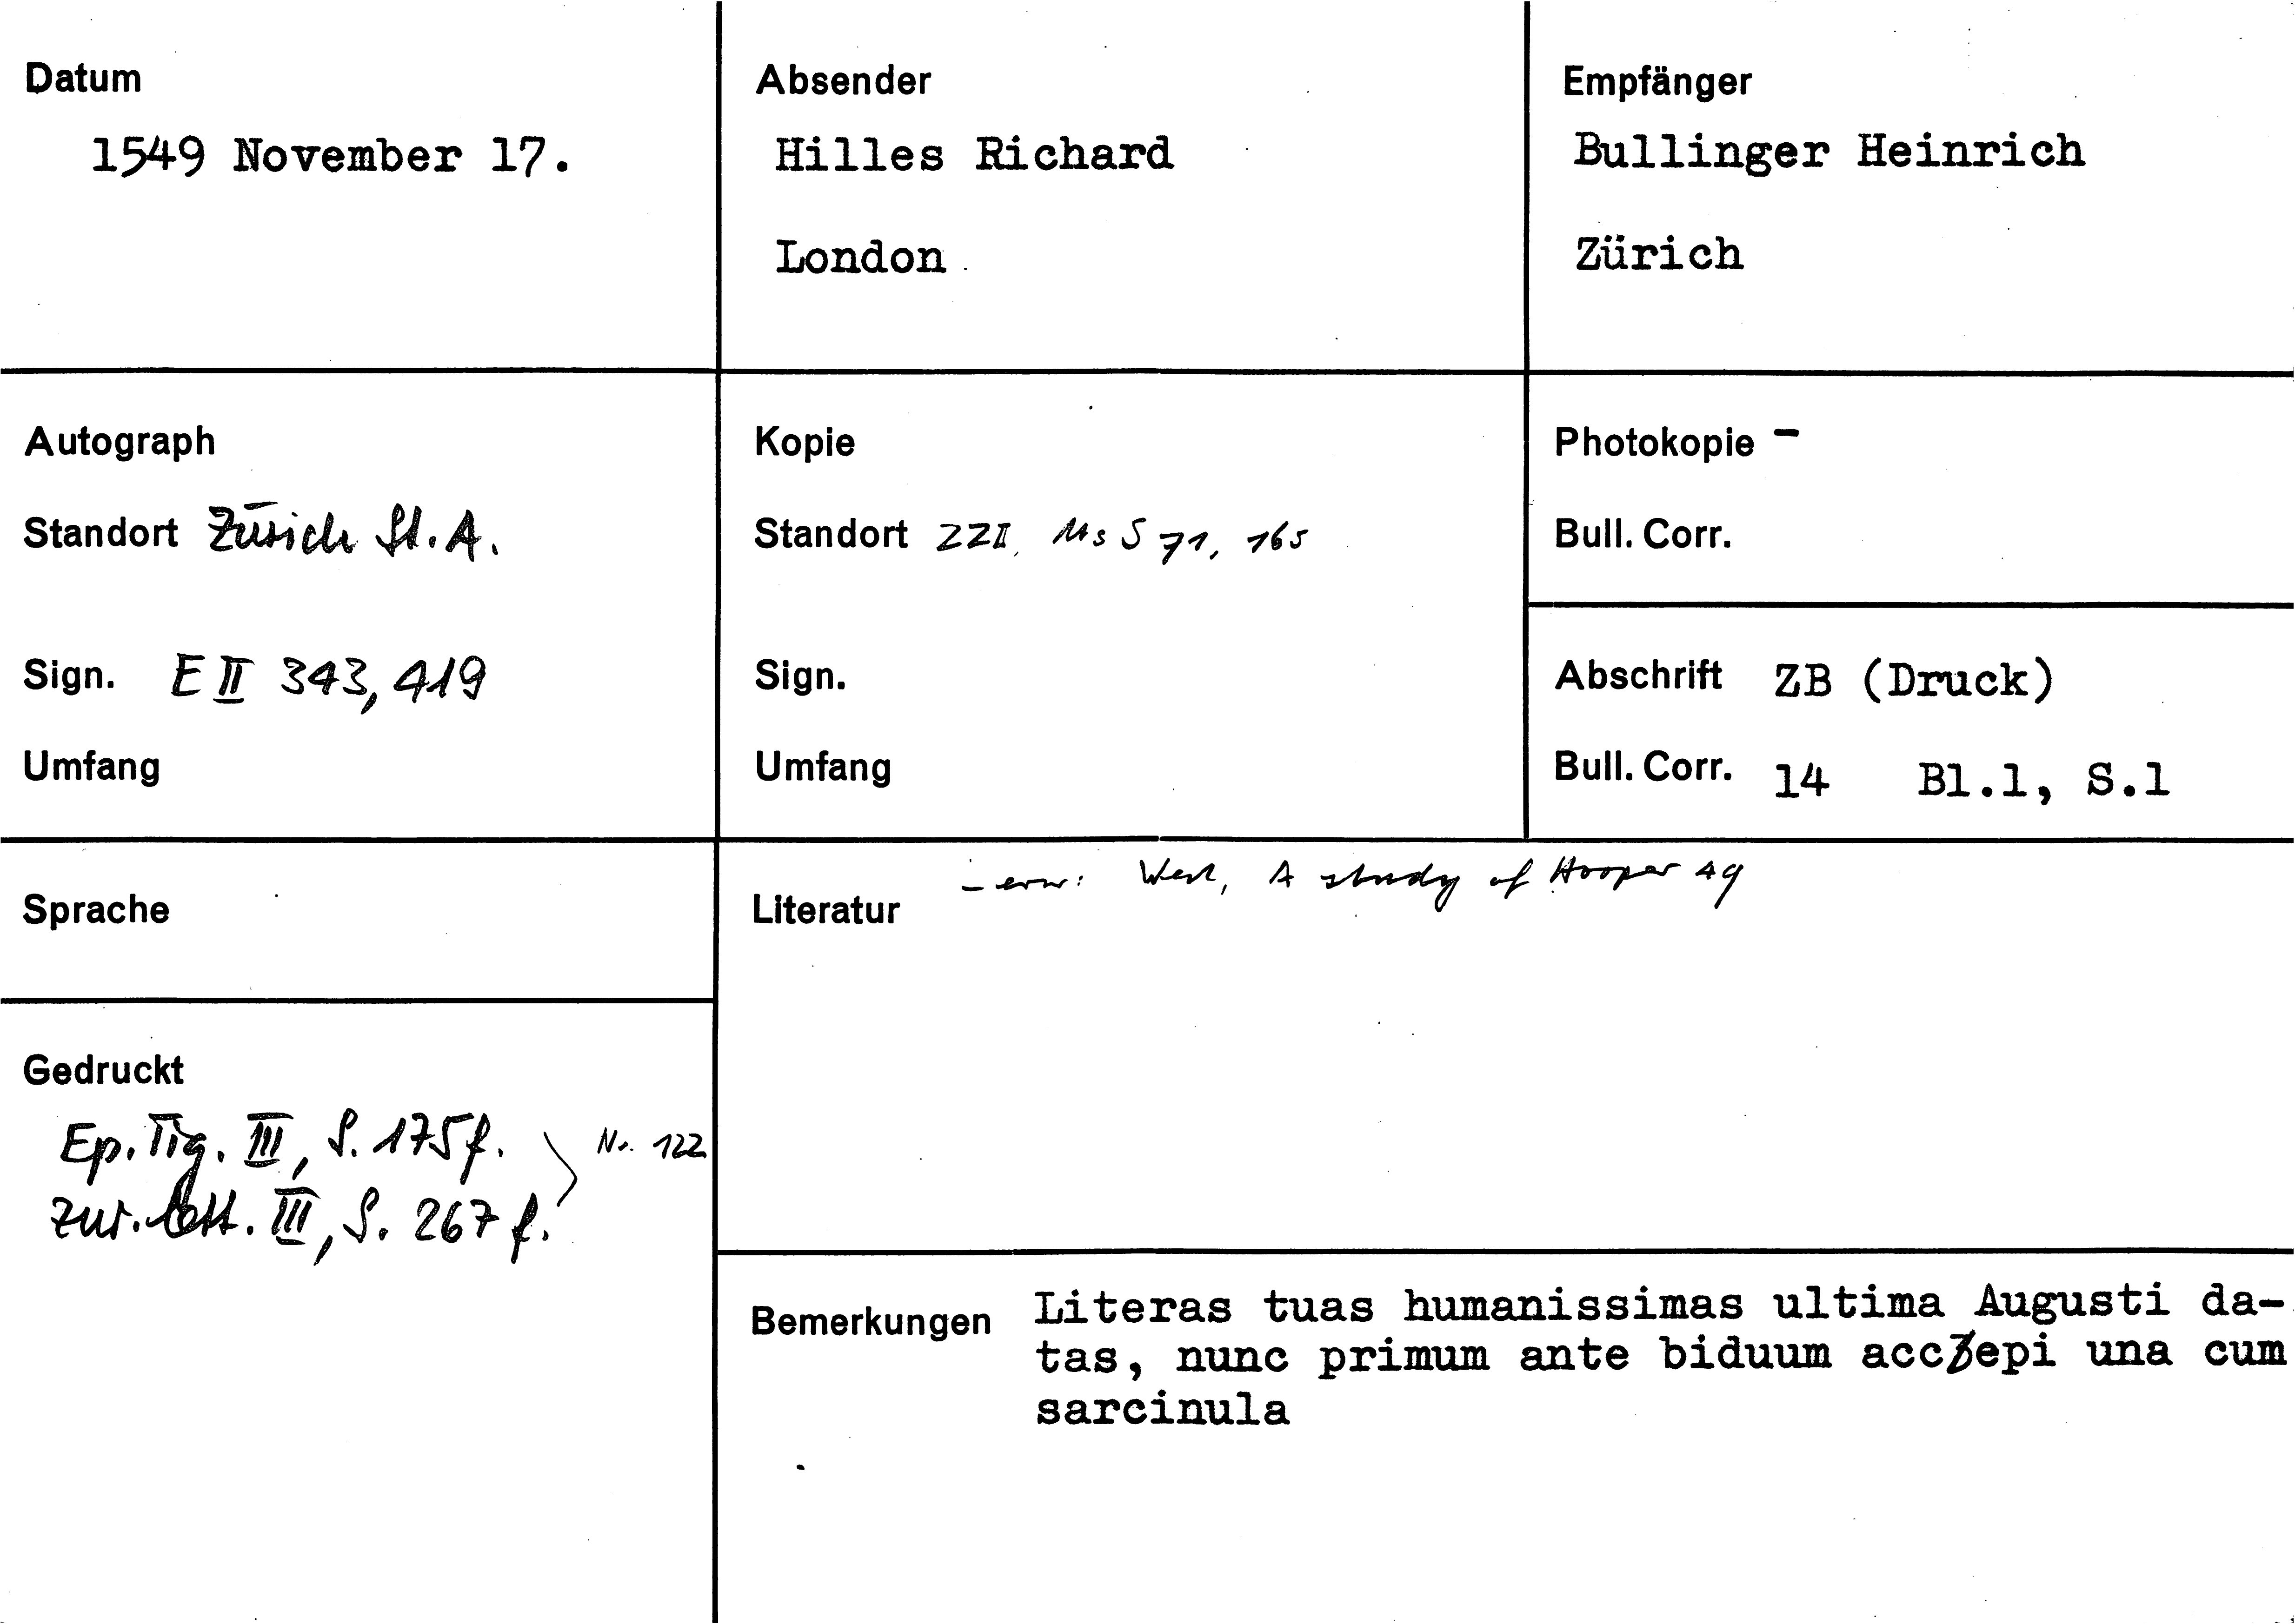 Datum
1549 November 17.
Absender
Hilles Richard
London
Empfänger
Bullinger Heinrich
Zürich
Autograph
Standort Zürich St. A.
Sign. E II 343, 419
Umfang
Kopie
Standort ZZII, Ms S 71, 165
Sign.
Umfang
Photokopie -
Bull. Corr.
Abschrift ZB (Druck)
Bull. Corr. 14 Bl.1, S.1
Sprache
Gedruckt
Ep. Tig. III, S. 175 f.
Zur. Lett. III, S. 267 f.
Nr. 122
- erw: West, A study of Hooper 49
Literatur
Bemerkungen Literas tuas humanissimas ultima Augusti da-
tas, nunc primum ante biduum accepi una cum
sarcinula